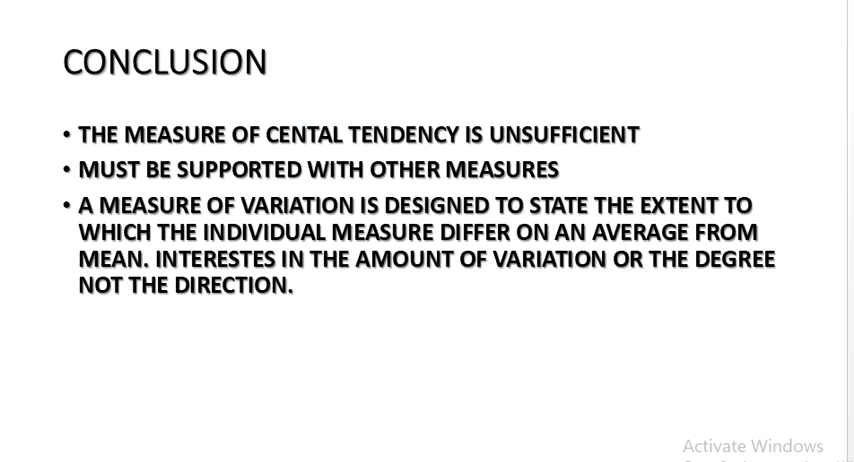 CONCLUSION
• THE MEASURE OF CENTAL TENDENCY IS UNSUFFICIENT
• MUST BE SUPPORTED WITH OTHER MEASURES
• A MEASURE OF VARIATION IS DESIGNED TO STATE THE EXTENT TO
WHICH THE INDIVIDUAL MEASURE DIFFER ON AN AVERAGE FROM
MEAN. INTERESTES IN THE AMOUNT OF VARIATION OR THE DEGREE
NOT THE DIRECTION.
Activate Windows